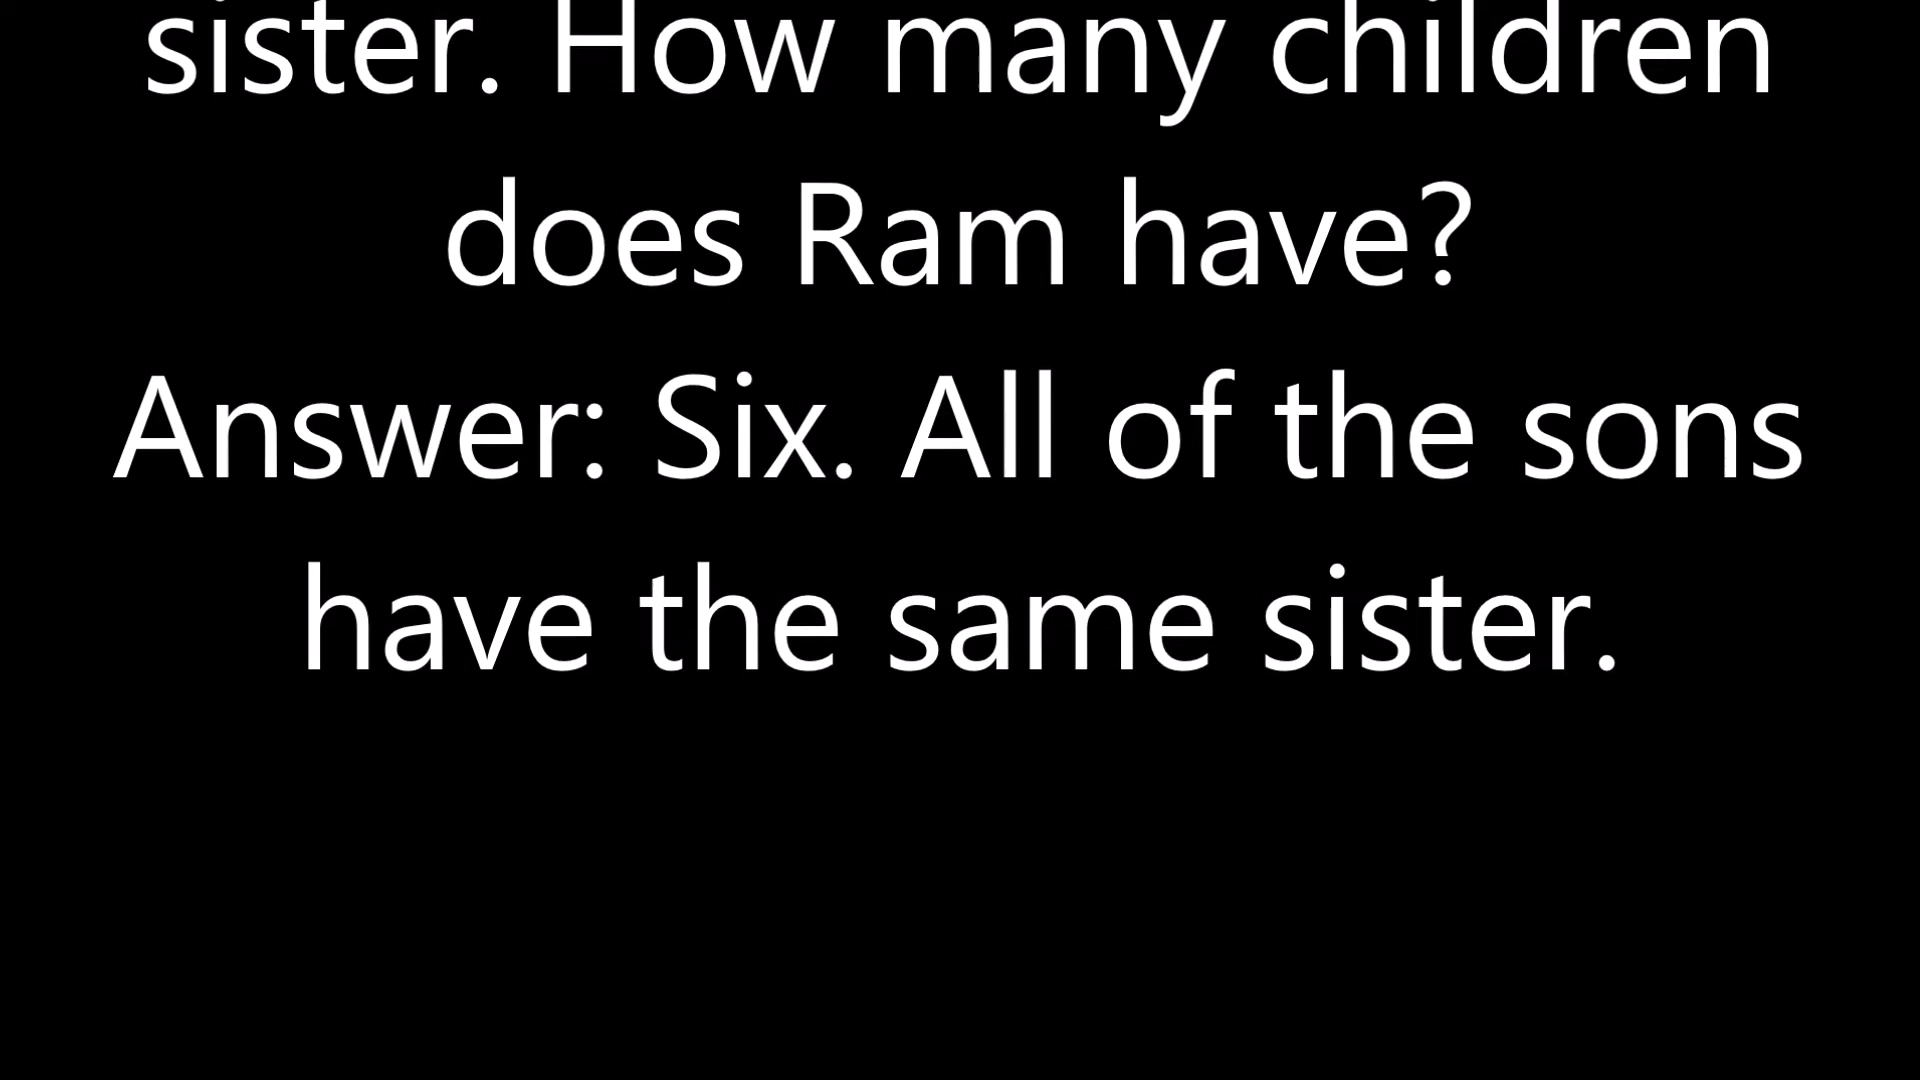 sister. How many children
does Ram have?
Answer: Six. All of the sons
have the same sister.